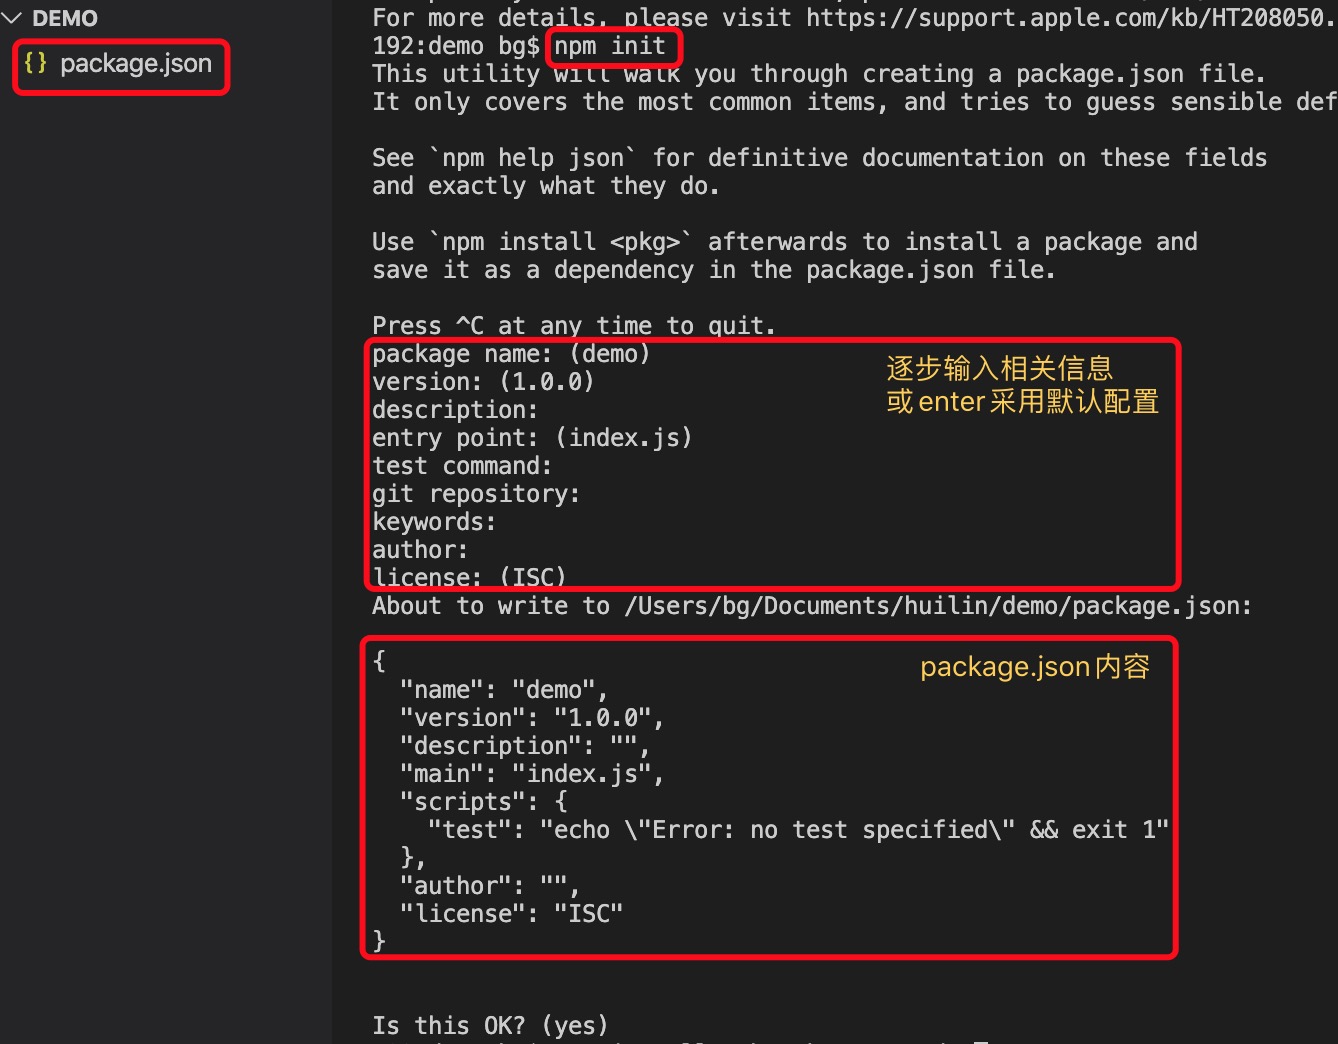 DEMO
{} package.json
For more details, please visit https://support.apple.com/kb/HT208050.
192:demo bg$ npm init
This utility will walk you through creating a package.json file.
It only covers the most common items, and tries to guess sensible def
See `npm help json` for definitive documentation on these fields
and exactly what they do.
Use `npm install <pkg>` afterwards to install a package and
save it as a dependency in the package.json file.
Press ^C at any time to quit.
package name: (demo)
version: (1.0.0)
description:
entry point: (index.js)
test command:
git repository:
keywords:
author:
license: (ISC)
逐步输入相关信息
或enter采用默认配置
About to write to /Users/bg/Documents/huilin/demo/package.json:
package.json内容
{
  "name": "demo",
  "version": "1.0.0",
  "description": "",
  "main": "index.js",
  "scripts": {
    "test": "echo \"Error: no test specified\" && exit 1"
  },
  "author": "",
  "license": "ISC"
}
Is this OK? (yes)